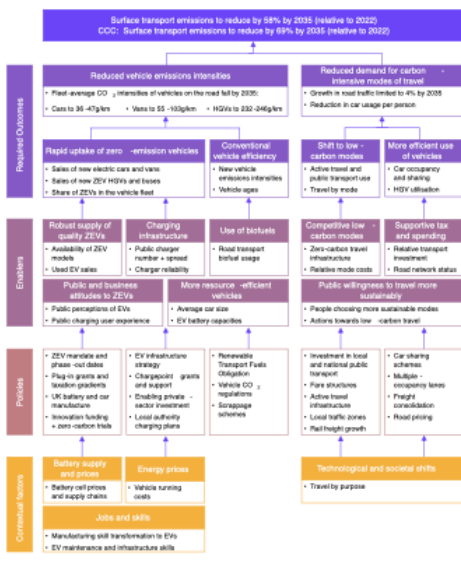 Surface transport emissions to reduce by 58% by 2035 (relative to 2022)
CCC: Surface transport emissions to reduce by 69% by 2035 (relative to 2022)
Required Outcomes
Reduced vehicle emissions intensities
• Fleet-average CO 2 intensities of vehicles on the road fall by 2035:
• Cars to 36 -47g/km • Vans to 55 -103g/km • HGVs to 232-246g/km
Reduced demand for carbon -
intensive modes of travel
• Growth in road traffic limited to 4% by 2035
• Reduction in car usage per person
Rapid uptake of zero -emission vehicles
• Sales of new electric cars and vans
• Sales of new ZEV HGVs and buses
• Share of ZEVs in the vehicle fleet
Conventional
vehicle efficiency
• New vehicle
emissions intensities
• Vehicle ages
Shift to low -
carbon modes
• Active travel and
public transport use
• Travel by mode
More efficient use
of vehicles
• Car occupancy
and sharing
• HGV utilisation
Enablers
Robust supply of
quality ZEVs
• Availability of ZEV
models
• Used EV sales
Charging
infrastructure
• Public charger
number + spread
• Charger reliability
Use of biofuels
• Road transport
biofuel usage
Competitive low -
carbon modes
• Zero-carbon travel
infrastructure
• Relative mode costs
Supportive tax
and spending
• Relative transport
investment
• Road network status
Public and business
attitudes to ZEVs
• Public perceptions of EVs
• Public charging user experience
More resource -efficient
vehicles
• Average car size
• EV battery capacities
Public willingness to travel more
sustainably
• People choosing more sustainable modes
• Actions towards low -carbon travel
Policies
• ZEV mandate and
phase -out dates
• Plug-in grants and
taxation gradients
• UK battery and car
manufacture
• Innovation funding
+ zero-carbon trials
• EV infrastructure
strategy
• Chargepoint grants
and support
• Enabling private -
sector investment
• Local authority
charging plans
• Renewable
Transport Fuels
Obligation
• Vehicle CO 2
regulations
• Scrappage
schemes
• Investment in local
and national public
transport
• Fare structures
• Active travel
infrastructure
• Local traffic zones
• Rail freight growth
• Car sharing
schemes
• Multiple -
occupancy lanes
• Freight
consolidation
• Road pricing
Contextual factors
Battery supply
and prices
• Battery cell prices
and supply chains
Energy prices
• Vehicle running
costs
Technological and societal shifts
• Travel by purpose
Jobs and skills
• Manufacturing skill transformation to EVs
• EV maintenance and infrastructure skills